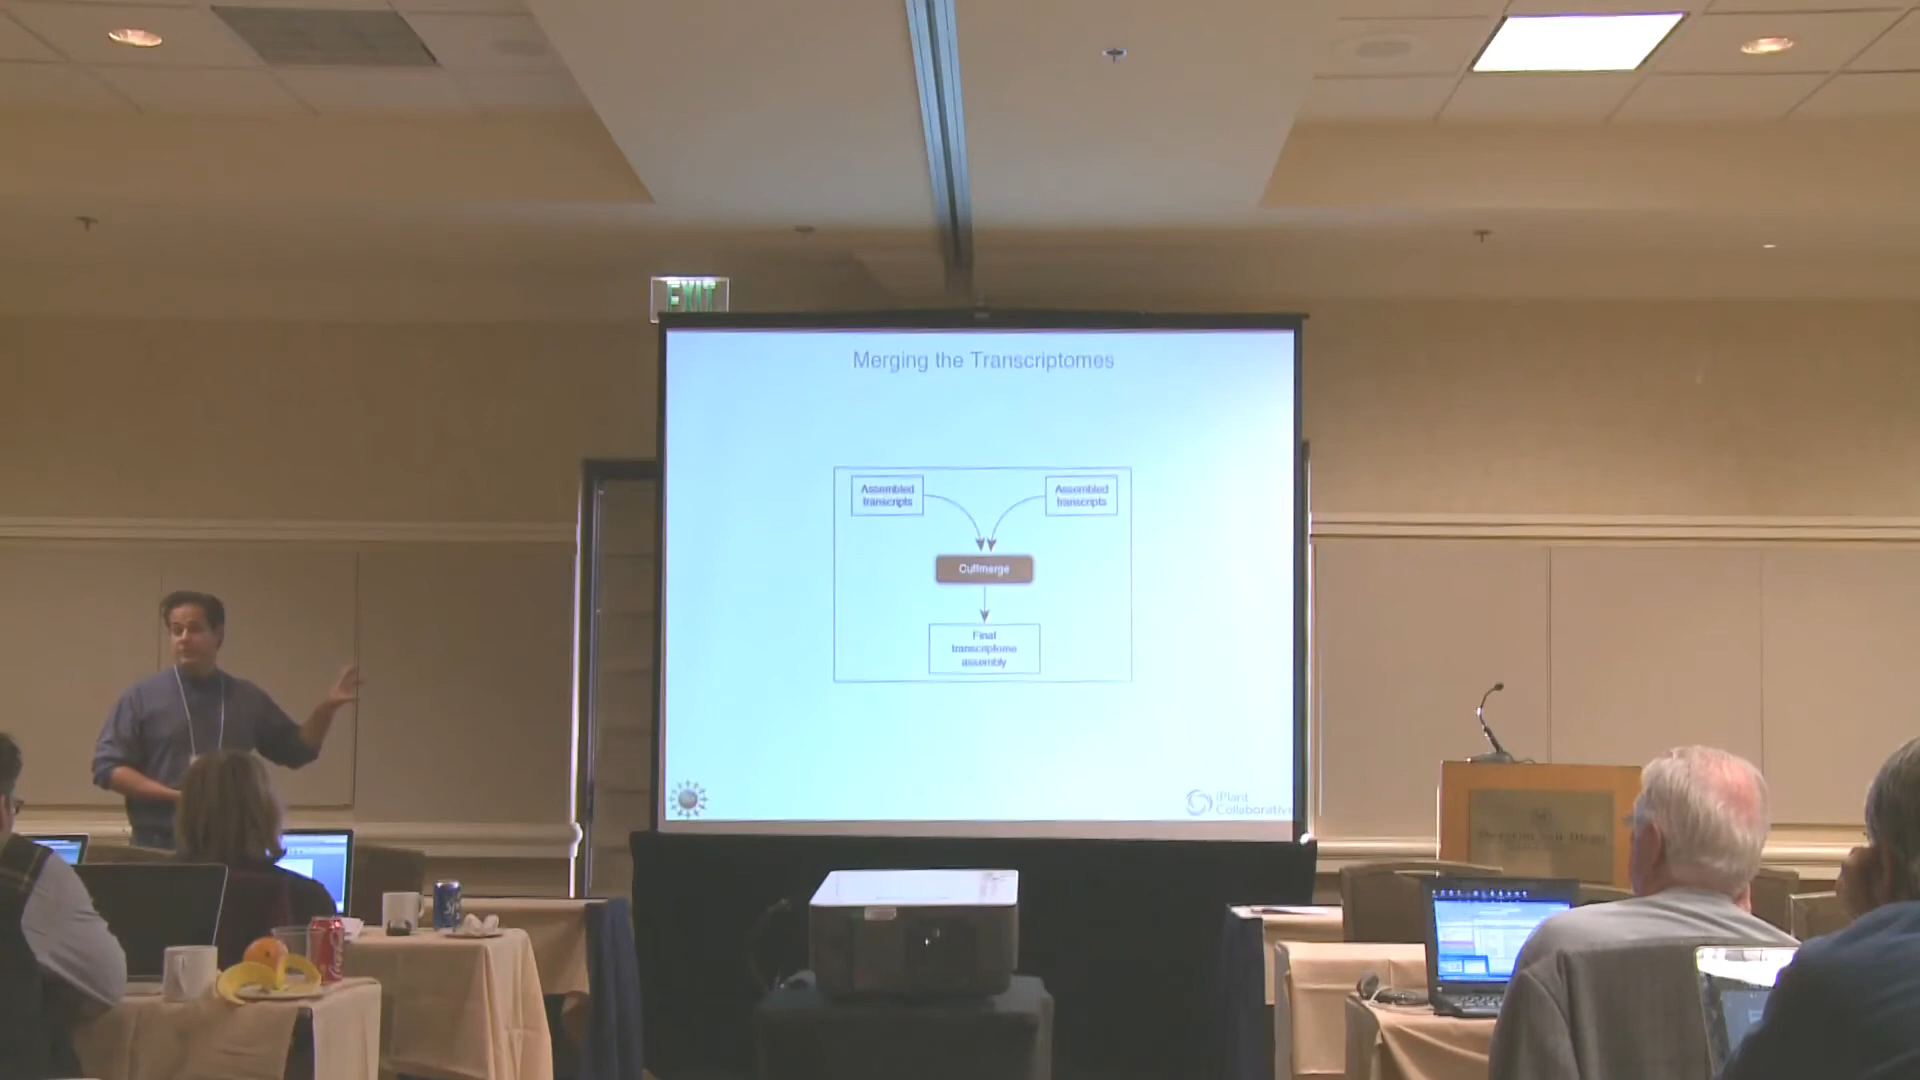 EXIT
Merging the Transcriptomes
Assembled
transcripts
Assembled
transcripts
Cuffmerge
Final
transcriptome
assembly
iPlant
Collaborative